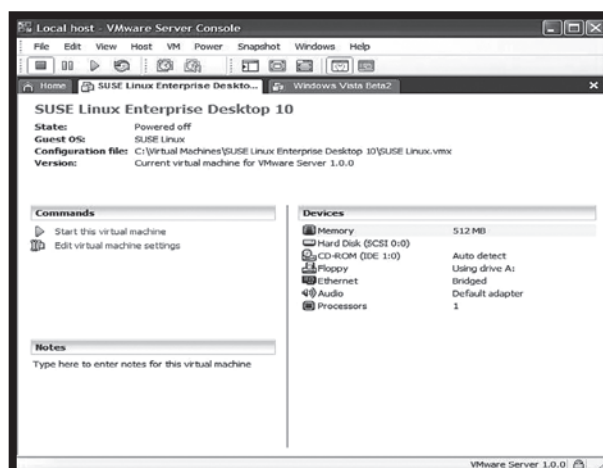 Local host - VMware Server Console
File Edit View Host VM Power Snapshot Windows Help
Home SUSE Linux Enterprise Deskto... Windows Vista Beta2
SUSE Linux Enterprise Desktop 10
State: Powered off
Guest OS: SUSE Linux
Configuration file: C:\Virtual Machines\SUSE Linux Enterprise Desktop 10\SUSE Linux.vmx
Version: Current virtual machine for VMware Server 1.0.0
Commands
Start this virtual machine
Edit virtual machine settings
Notes
Type here to enter notes for this virtual machine
Devices
Memory 512 MB
Hard Disk (SCSI 0:0)
CD-ROM (IDE 1:0) Auto detect
Floppy Using drive A:
Ethernet Bridged
Audio Default adapter
Processors 1
VMware Server 1.0.0